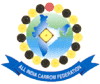 ALL INDIA CARROM FEDERATION